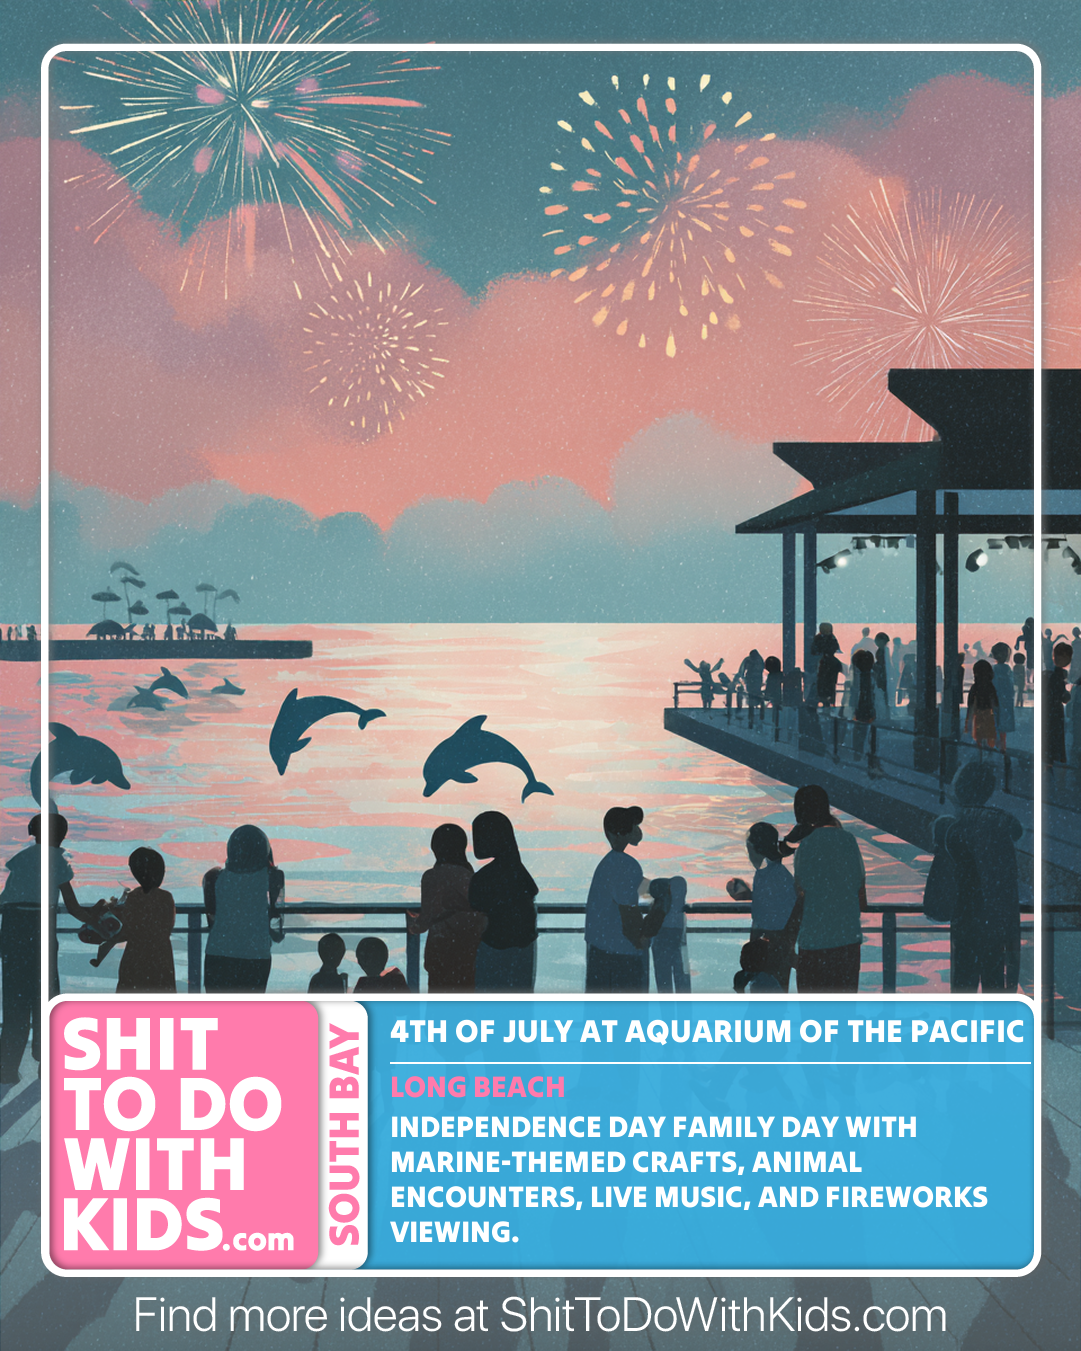 SHIT
TO DO
WITH
KIDS.com
SOUTH BAY
4TH OF JULY AT AQUARIUM OF THE PACIFIC
LONG BEACH
INDEPENDENCE DAY FAMILY DAY WITH
MARINE-THEMED CRAFTS, ANIMAL
ENCOUNTERS, LIVE MUSIC, AND FIREWORKS
VIEWING.
Find more ideas at ShitToDoWithKids.com